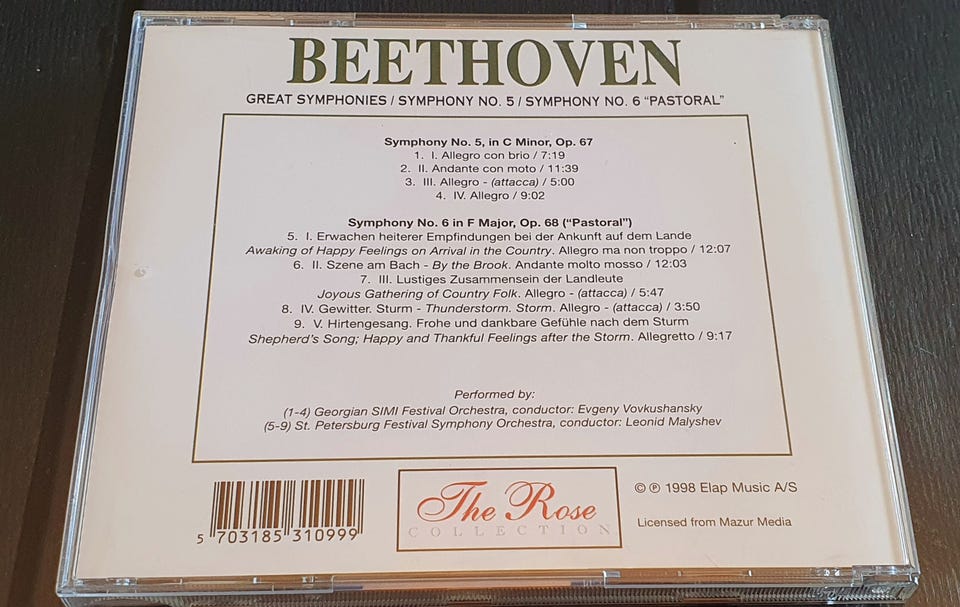 BEETHOVEN
GREAT SYMPHONIES / SYMPHONY NO. 5 / SYMPHONY NO. 6 "PASTORAL"
Symphony No. 5, in C Minor, Op. 67
1. I. Allegro con brio / 7:19
2. II. Andante con moto / 11:39
3. III. Allegro - (attacca) / 5:00
4. IV. Allegro / 9:02
Symphony No. 6 in F Major, Op. 68 ("Pastoral")
5. I. Erwachen heiterer Empfindungen bei der Ankunft auf dem Lande
Awaking of Happy Feelings on Arrival in the Country. Allegro ma non troppo / 12:07
6. II. Szene am Bach - By the Brook. Andante molto mosso / 12:03
7. III. Lustiges Zusammensein der Landleute
Joyous Gathering of Country Folk. Allegro - (attacca) / 5:47
8. IV. Gewitter. Sturm - Thunderstorm. Storm. Allegro - (attacca) / 3:50
9. V. Hirtengesang. Frohe und dankbare Gefühle nach dem Sturm
Shepherd's Song; Happy and Thankful Feelings after the Storm. Allegretto / 9:17
Performed by:
(1-4) Georgian SIMI Festival Orchestra, conductor: Evgeny Vovkushansky
(5-9) St. Petersburg Festival Symphony Orchestra, conductor: Leonid Malyshev
5 703185 310999
The Rose
COLLECTION
© ℗ 1998 Elap Music A/S
Licensed from Mazur Media